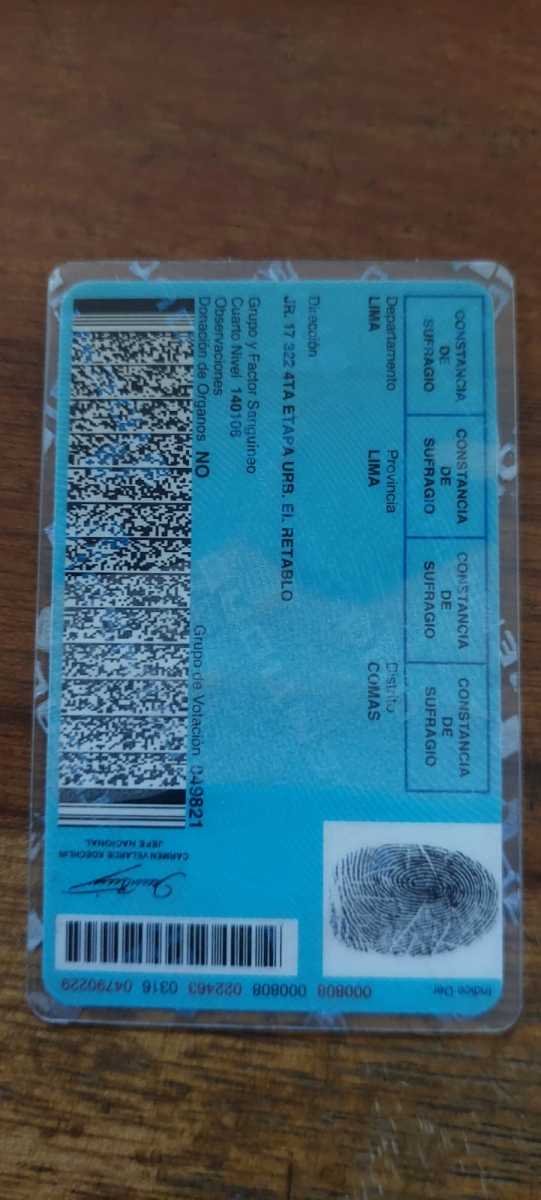 CONSTANCIA DE SUFRAGIO
CONSTANCIA DE SUFRAGIO
CONSTANCIA DE SUFRAGIO
CONSTANCIA DE SUFRAGIO
Departamento Provincia Distrito
LIMA LIMA COMAS
Dirección
JR. 17 322 4TA ETAPA URB. EL RETABLO
Grupo y Factor Sanguineo
Cuarto Nivel 140106
Observaciones
Donación de Organos NO Grupo de Votación 049821
Indice Der
CARMEN VELARDE KOECHLIN
JEFE NACIONAL
000808 000808 022463 0316 04790229